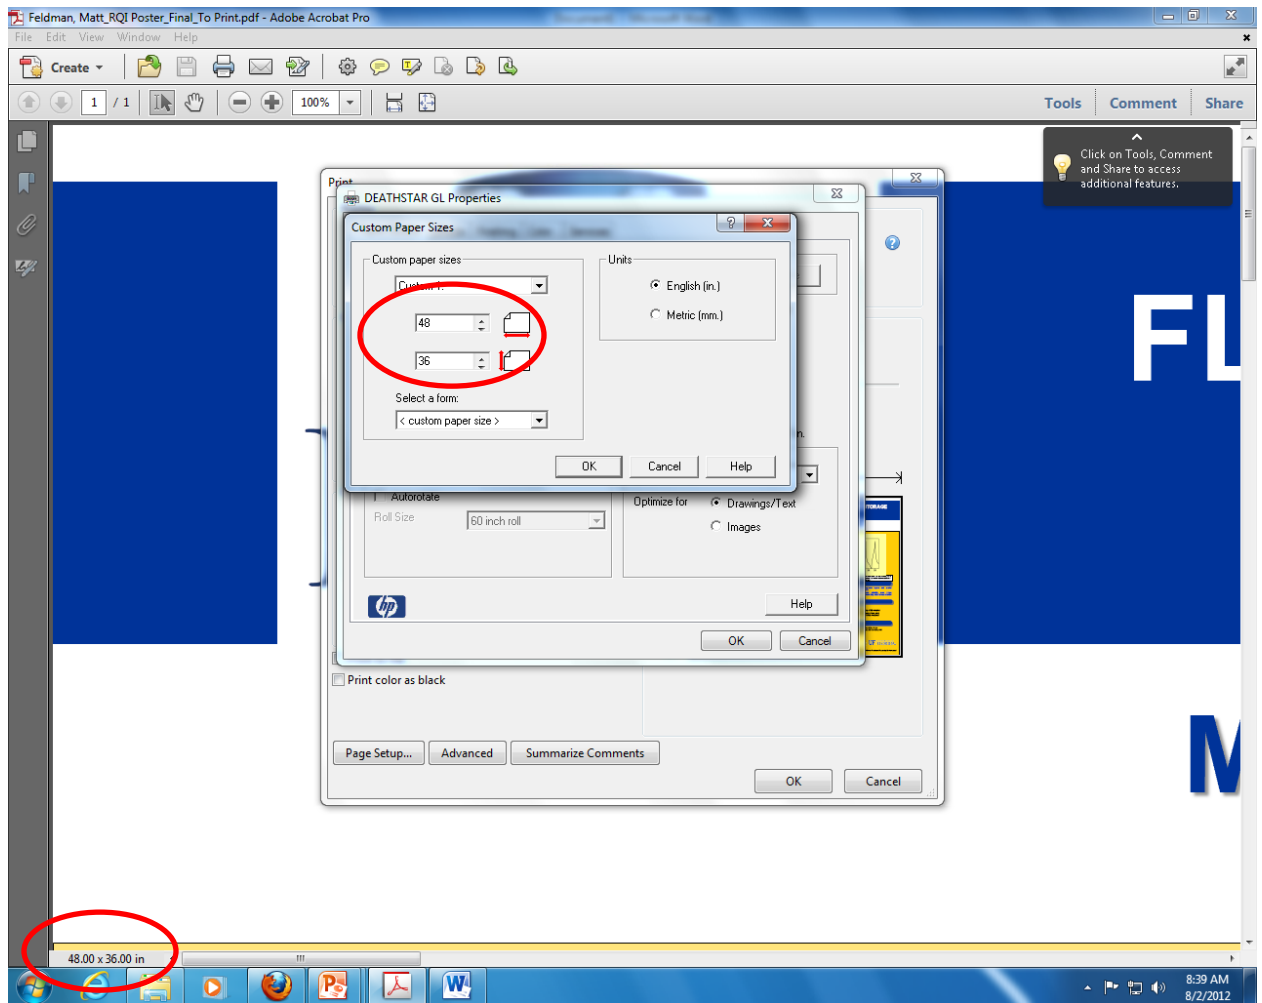 Feldman, Matt_RQI Poster_Final_To Print.pdf - Adobe Acrobat Pro
File Edit View Window Help
Create
1 / 1 100% Tools Comment Share
Click on Tools, Comment
and Share to access
additional features.
Print
DEATHSTAR GL Properties
Custom Paper Sizes
Custom paper sizes
Units
English (in.)
48
Metric (mm.)
36
Select a form:
< custom paper size >
OK Cancel Help
Autorotate
Optimize for Drawings/Text
Roll Size 60 inch roll
Images
hp
Help
OK Cancel
Print color as black
Page Setup... Advanced Summarize Comments
OK Cancel
FL
M
48.00 x 36.00 in
8:39 AM
8/2/2012